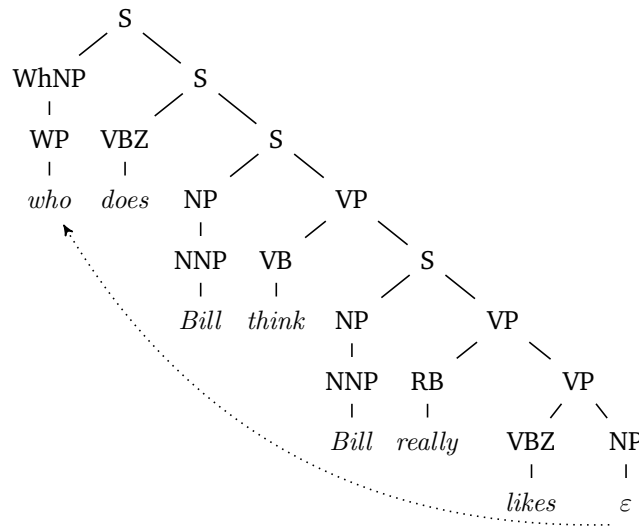 S
WhNP S
WP VBZ S
who does NP VP
NNP VB S
Bill think NP VP
NNP RB VP
Bill really VBZ NP
likes ε